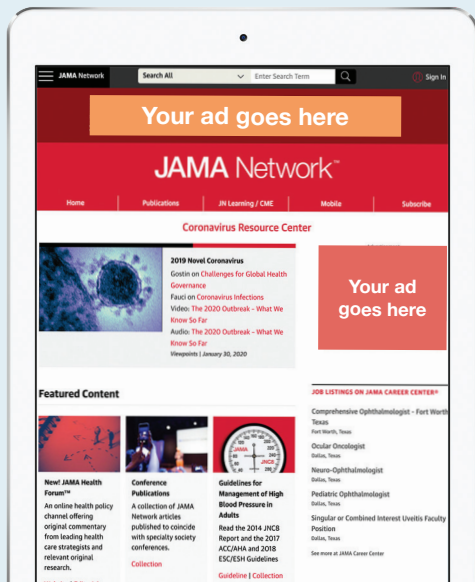 JAMA Network
Search All
Enter Search Term
Sign In
Your ad goes here
JAMA Network™
Home
Publications
JN Learning / CME
Mobile
Subscribe
Coronavirus Resource Center
2019 Novel Coronavirus
Gostin on Challenges for Global Health
Governance
Fauci on Coronavirus Infections
Video: The 2020 Outbreak – What We
Know So Far
Audio: The 2020 Outbreak – What We
Know So Far
Viewpoints | January 30, 2020
Your ad
goes here
Featured Content
New! JAMA Health
Forum™
An online health policy
channel offering
original commentary
from leading health
care strategists and
relevant original
research.
Conference
Publications
A collection of JAMA
Network articles
published to coincide
with specialty society
conferences.
Collection
JAMA
JNC8
Guidelines for
Management of High
Blood Pressure in
Adults
Read the 2014 JNC8
Report and the 2017
ACC/AHA and 2018
ESC/ESH Guidelines
Guideline | Collection
JOB LISTINGS ON JAMA CAREER CENTER®
Comprehensive Ophthalmologist - Fort Worth
Texas
Fort Worth, Texas
Ocular Oncologist
Dallas, Texas
Neuro-Ophthalmologist
Dallas, Texas
Pediatric Ophthalmologist
Dallas, Texas
Singular or Combined Interest Uveitis Faculty
Position
Dallas, Texas
See more at JAMA Career Center